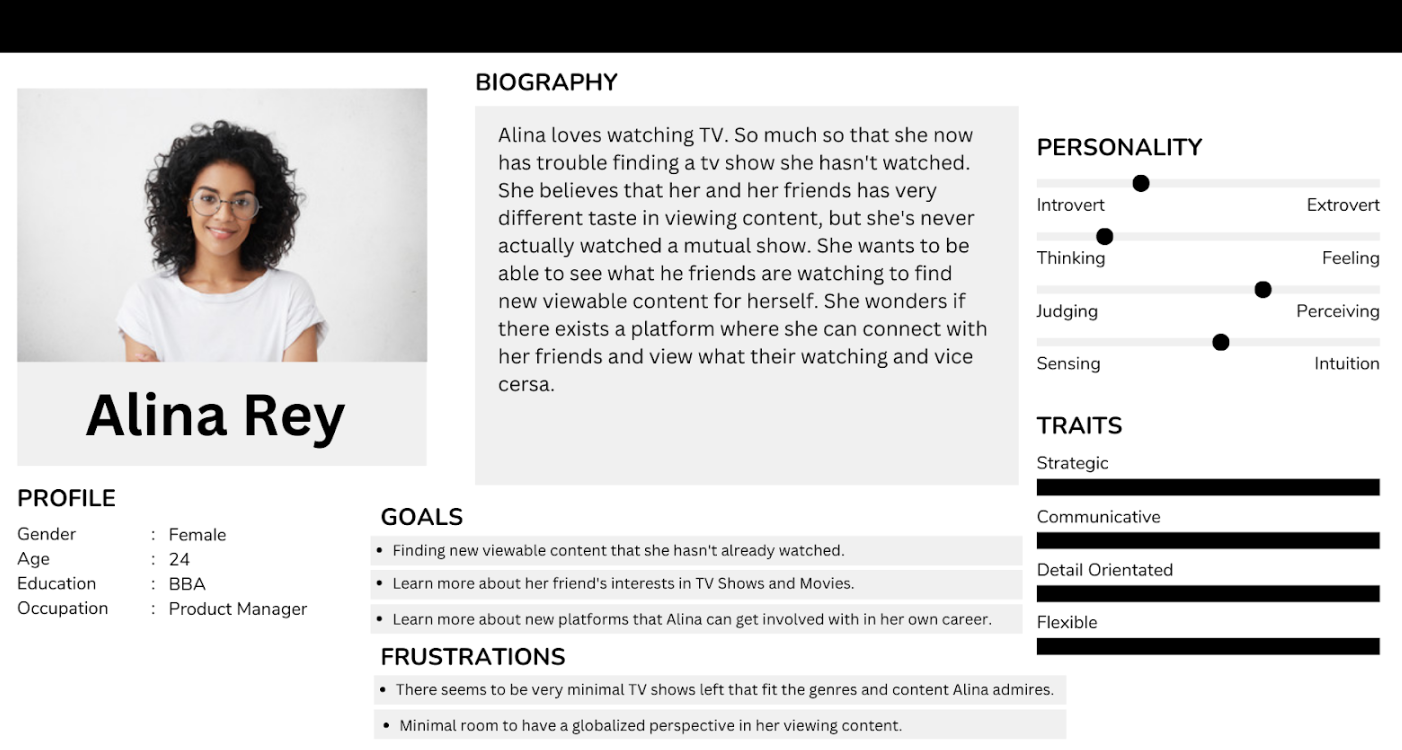 Alina Rey
PROFILE
Gender : Female
Age : 24
Education : BBA
Occupation : Product Manager
BIOGRAPHY
Alina loves watching TV. So much so that she now
has trouble finding a tv show she hasn't watched.
She believes that her and her friends has very
different taste in viewing content, but she's never
actually watched a mutual show. She wants to be
able to see what he friends are watching to find
new viewable content for herself. She wonders if
there exists a platform where she can connect with
her friends and view what their watching and vice
cersa.
GOALS
• Finding new viewable content that she hasn't already watched.
• Learn more about her friend's interests in TV Shows and Movies.
• Learn more about new platforms that Alina can get involved with in her own career.
FRUSTRATIONS
• There seems to be very minimal TV shows left that fit the genres and content Alina admires.
• Minimal room to have a globalized perspective in her viewing content.
PERSONALITY
Introvert Extrovert
Thinking Feeling
Judging Perceiving
Sensing Intuition
TRAITS
Strategic
Communicative
Detail Orientated
Flexible